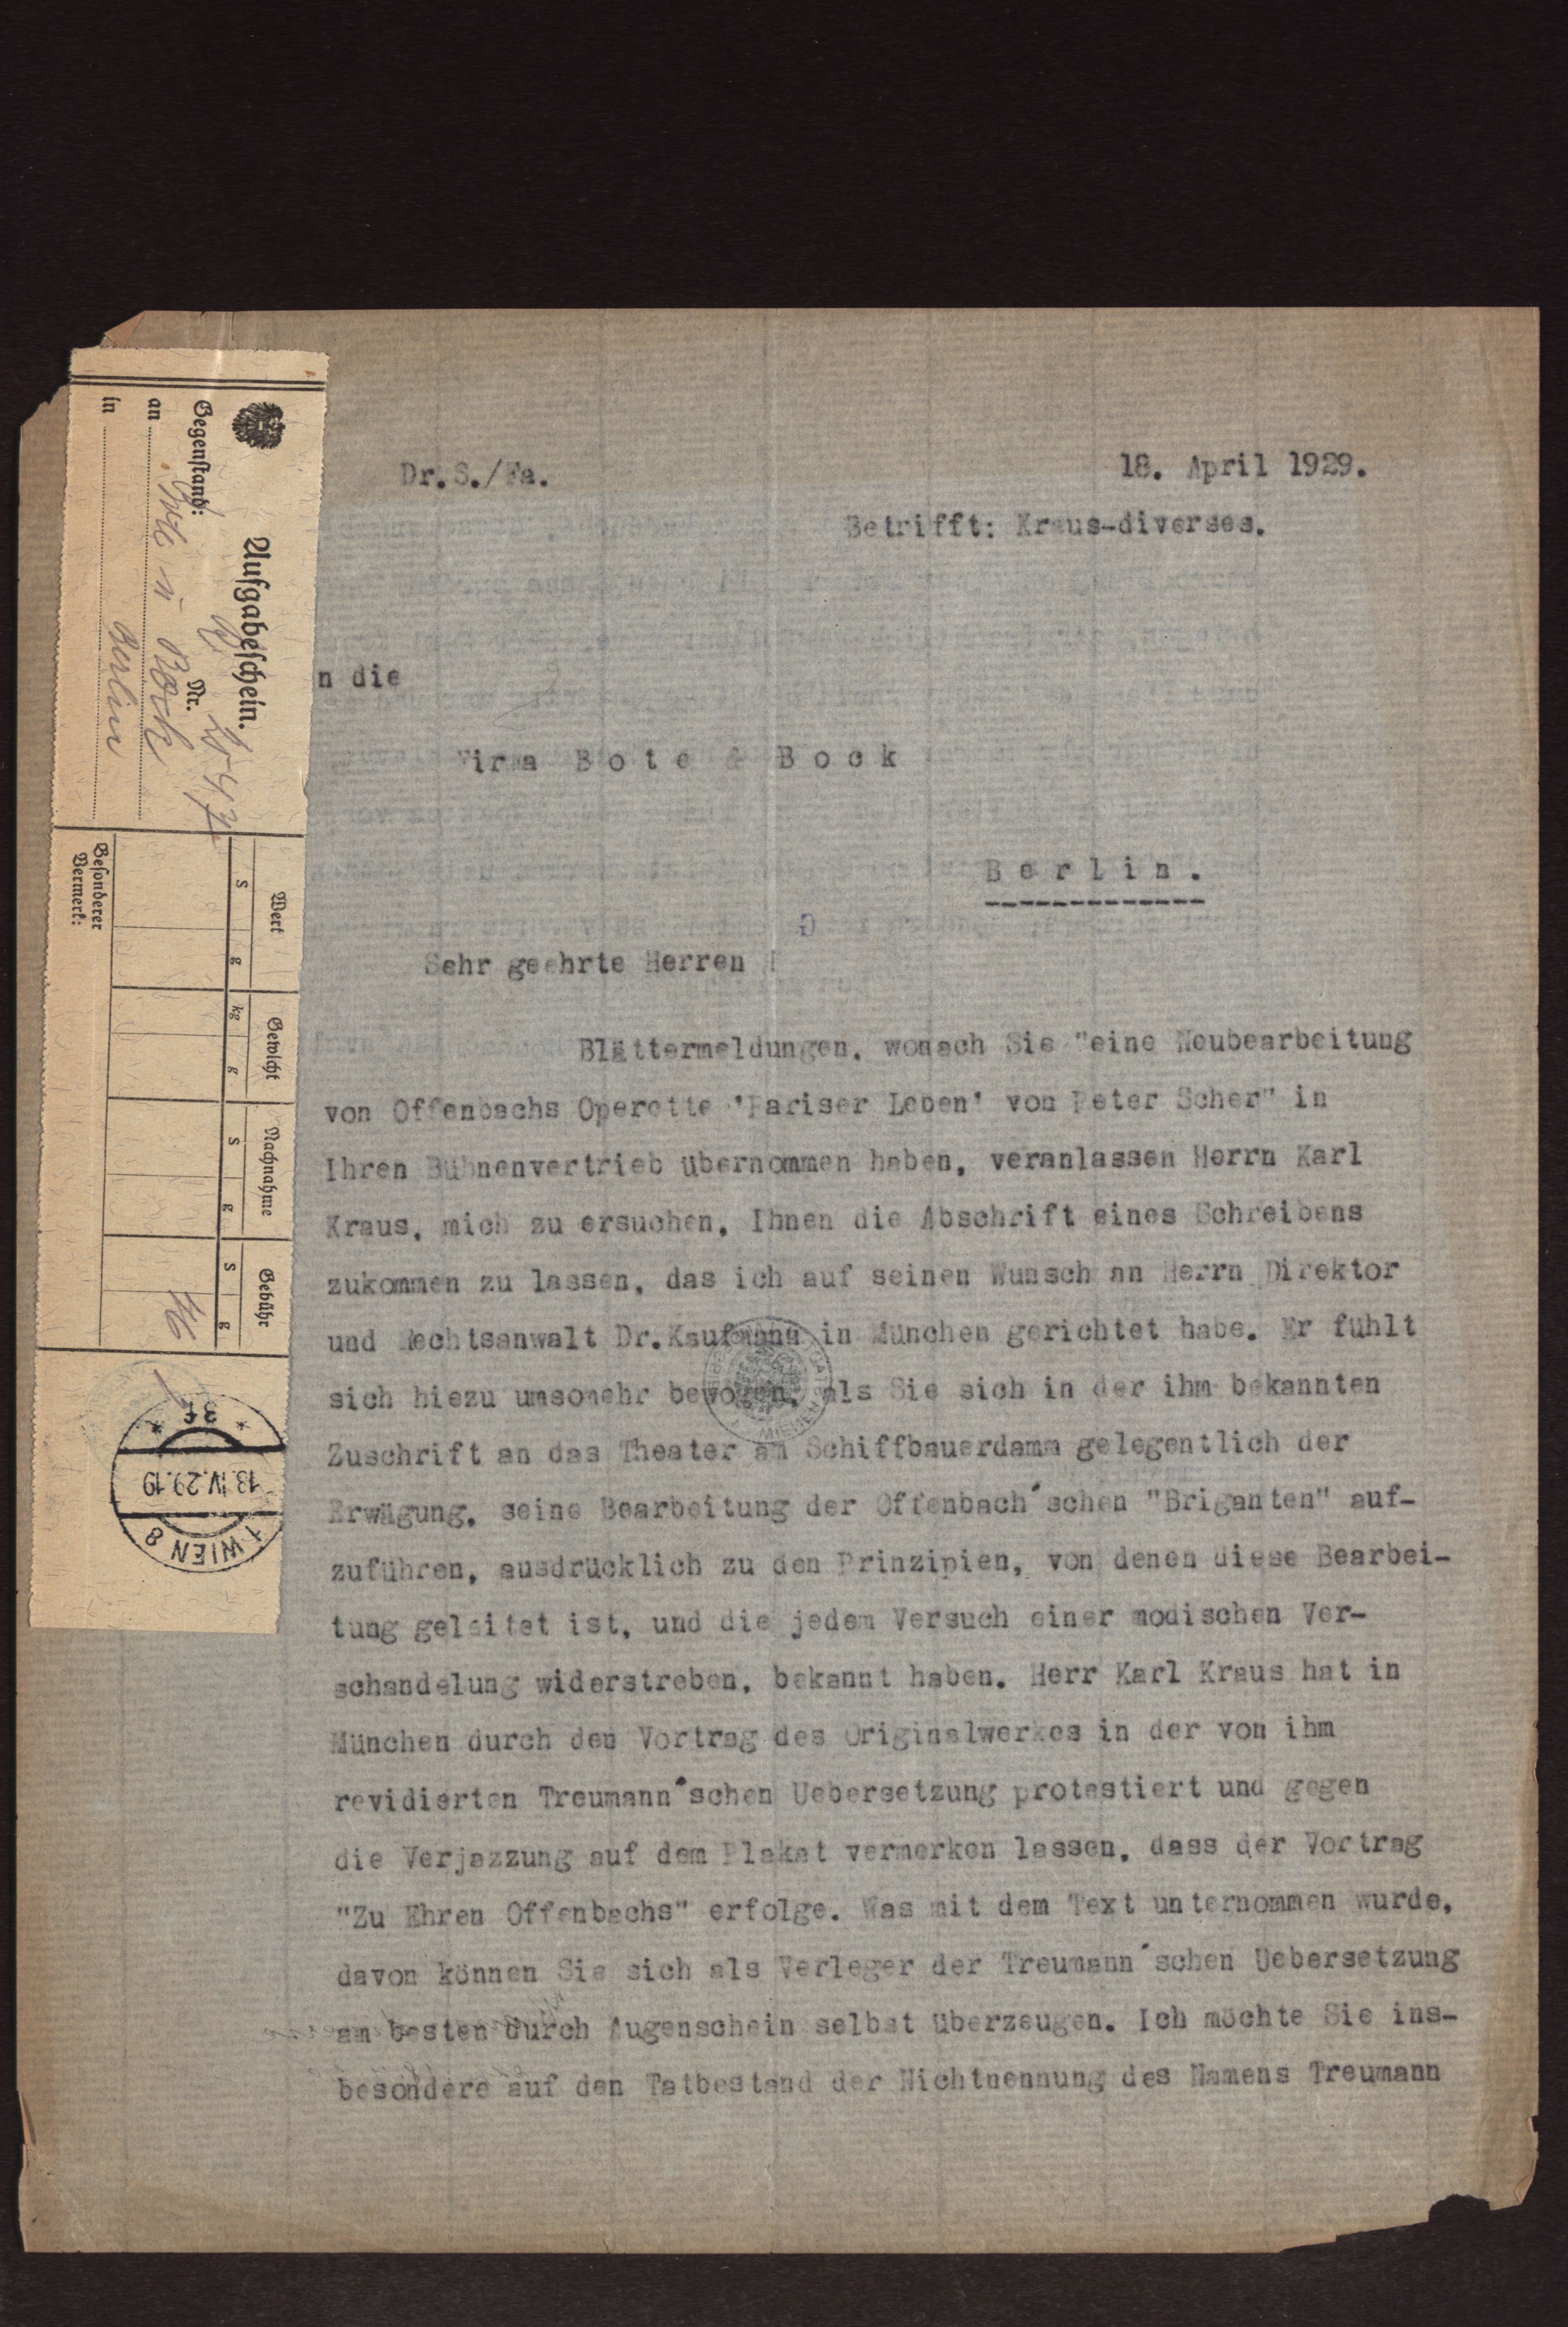 Dr.S./Fa.
18. April 1929.
Betrifft: Kraus-diverses.
n die
Firma Bote & Bock
Berlin.
Sehr geehrte Herren !
Blättermeldungen, wonach Sie "eine Neubearbeitung
von Offenbachs Operette 'Pariser Leben' von Peter Scher" in
Ihren Bühnenvertrieb übernommen haben, veranlassen Herrn Karl
Kraus, mich zu ersuchen, Ihnen die Abschrift eines Schreibens
zukommen zu lassen, das ich auf seinen Wunsch an Herrn Direktor
und Rechtsanwalt Dr.Kaufmann in München gerichtet habe. Er fühlt
sich hiezu umsomehr bewogen, als Sie sich in der ihm bekannten
Zuschrift an das Theater am Schiffbauerdamm gelegentlich der
Erwägung, seine Bearbeitung der Offenbach'schen "Briganten" auf-
zuführen, ausdrücklich zu den Prinzipien, von denen diese Bearbei-
tung geleitet ist, und die jedem Versuch einer modischen Ver-
schandelung widerstreben, bekannt haben. Herr Karl Kraus hat in
München durch den Vortrag des Originalwerkes in der von ihm
revidierten Treumann'schen Uebersetzung protestiert und gegen
die Verjazzung auf dem Plakat vermerken lassen, dass der Vortrag
"Zu Ehren Offenbachs" erfolge. Was mit dem Text unternommen wurde,
davon können Sie sich als Verleger der Treumann'schen Uebersetzung
am besten durch Augenschein selbst überzeugen. Ich möchte Sie ins-
besondere auf den Tatbestand der Nichtnennung des Namens Treumann
Aufgabeschein.
Gegenstand: Nr.
an Bote u Bock
in Berlin
Wert
S g
Gewicht
kg g
Nachnahme
S g
Gebühr
S g
Besonderer
Vermerk:
* 3f *
18.IV.29.19
1 WIEN 8